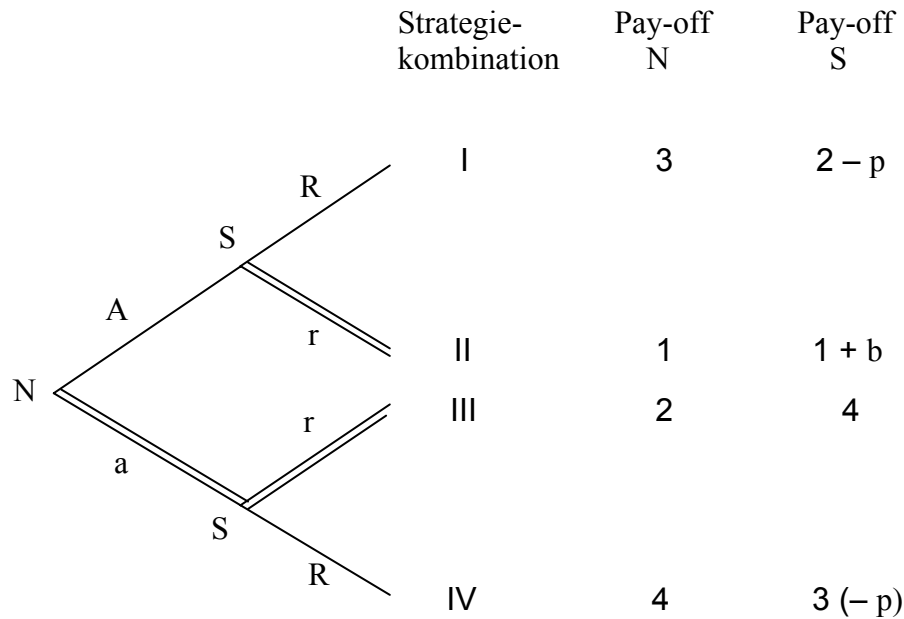 Strategie- Pay-off Pay-off
kombination N S
R I 3 2 – p
S
A
r II 1 1 + b
N
r III 2 4
a
S
R
IV 4 3 (– p)